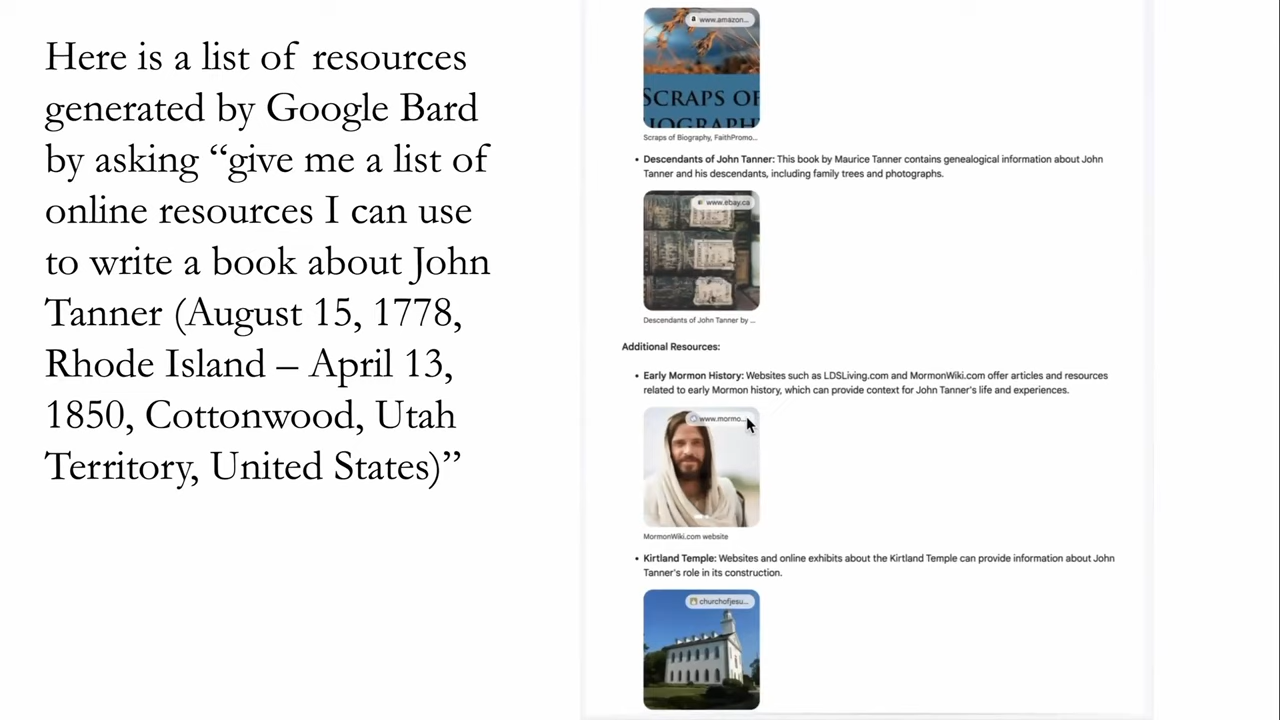 Here is a list of resources
generated by Google Bard
by asking “give me a list of
online resources I can use
to write a book about John
Tanner (August 15, 1778,
Rhode Island – April 13,
1850, Cottonwood, Utah
Territory, United States)”
www.amazon...
SCRAPS OF
Scraps of Biography, FaithPromo...
• Descendants of John Tanner: This book by Maurice Tanner contains genealogical information about John
Tanner and his descendants, including family trees and photographs.
www.ebay.ca
Descendants of John Tanner by ...
Additional Resources:
• Early Mormon History: Websites such as LDSLiving.com and MormonWiki.com offer articles and resources
related to early Mormon history, which can provide context for John Tanner's life and experiences.
www.mormo...
MormonWiki.com website
• Kirtland Temple: Websites and online exhibits about the Kirtland Temple can provide information about John
Tanner's role in its construction.
churchofjesu...